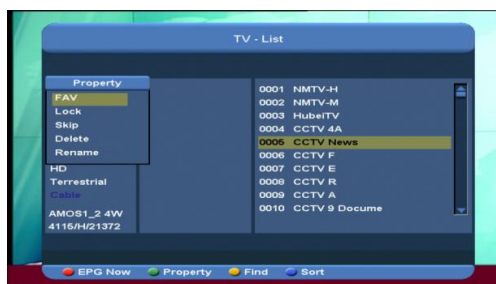 TV - List
Property
FAV
Lock
Skip
Delete
Rename
HD
Terrestrial
Cable
AMOS1_2 4W
4115/H/21372
0001 NMTV-H
0002 NMTV-M
0003 HubeiTV
0004 CCTV 4A
0005 CCTV News
0006 CCTV F
0007 CCTV E
0008 CCTV R
0009 CCTV A
0010 CCTV 9 Docume
EPG Now Property Find Sort